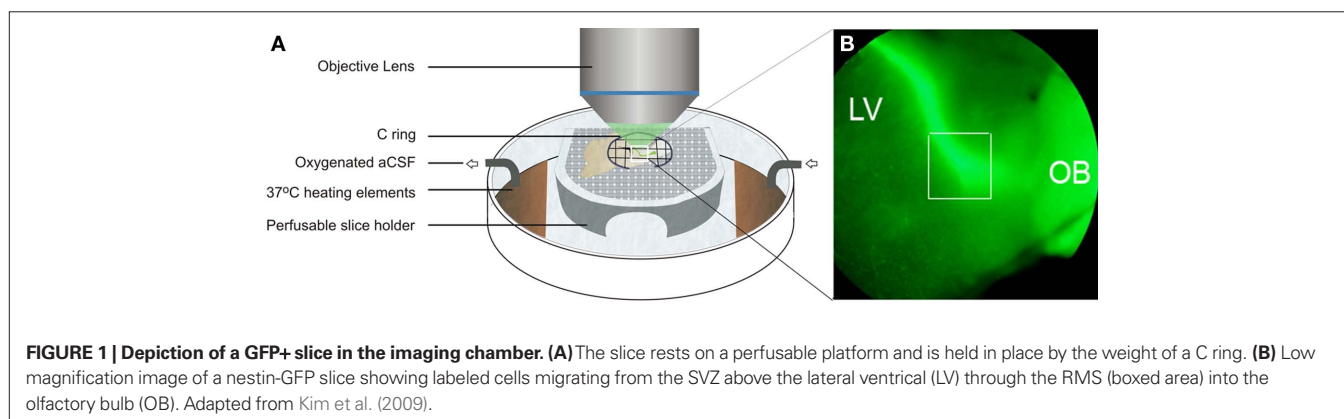 A
Objective Lens
C ring
Oxygenated aCSF
37ºC heating elements
Perfusable slice holder
B
LV
OB
FIGURE 1 | Depiction of a GFP+ slice in the imaging chamber. (A) The slice rests on a perfusable platform and is held in place by the weight of a C ring. (B) Low
magnification image of a nestin-GFP slice showing labeled cells migrating from the SVZ above the lateral ventrical (LV) through the RMS (boxed area) into the
olfactory bulb (OB). Adapted from Kim et al. (2009).